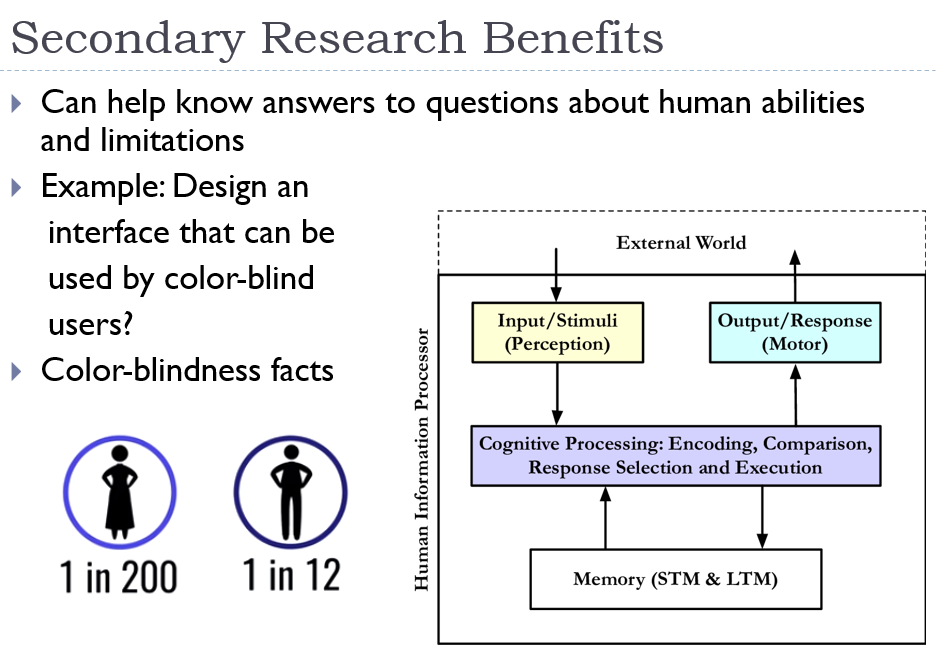 Secondary Research Benefits
Can help know answers to questions about human abilities
and limitations
Example: Design an
interface that can be
used by color-blind
users?
Color-blindness facts
1 in 200
1 in 12
Human Information Processor
External World
Input/Stimuli
(Perception)
Output/Response
(Motor)
Cognitive Processing: Encoding, Comparison,
Response Selection and Execution
Memory (STM & LTM)